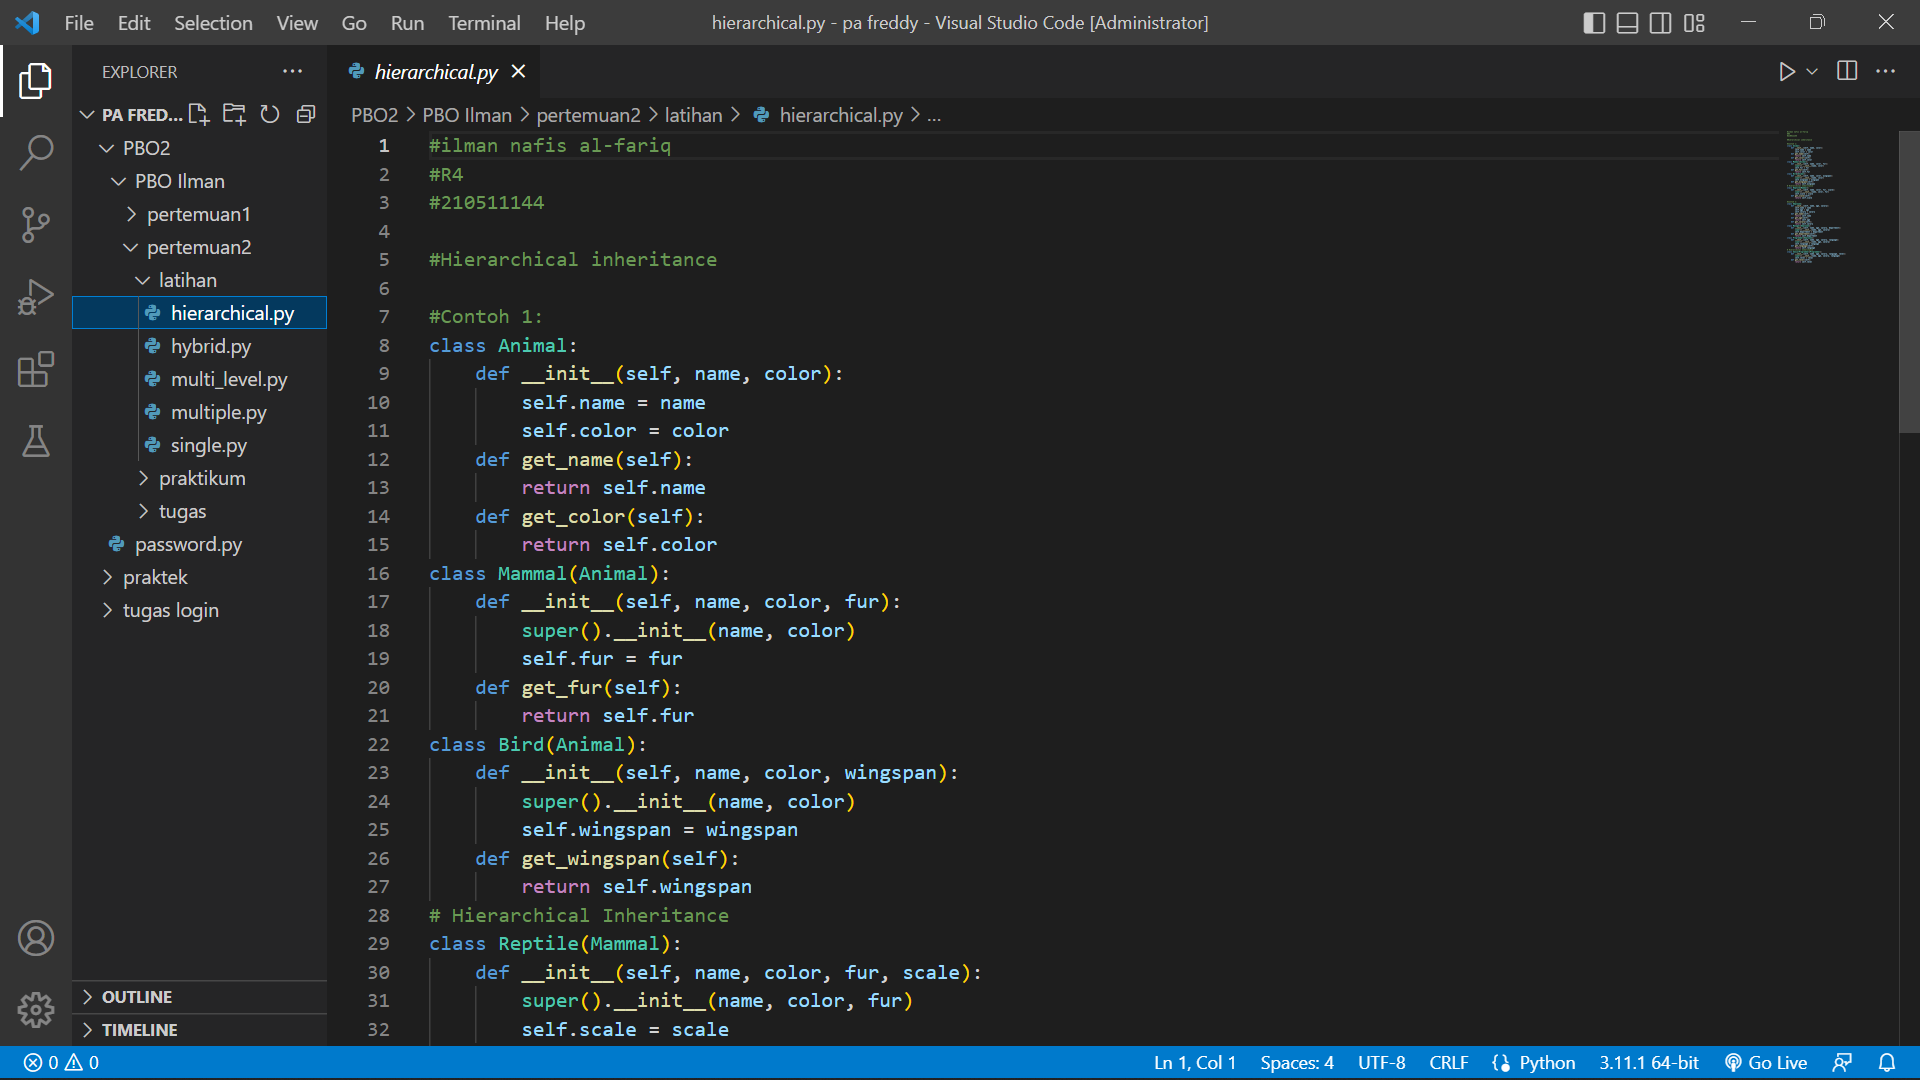 File Edit Selection View Go Run Terminal Help
hierarchical.py - pa freddy - Visual Studio Code [Administrator]
EXPLORER
PA FRED...
PBO2
PBO Ilman
pertemuan1
pertemuan2
latihan
hierarchical.py
hybrid.py
multi_level.py
multiple.py
single.py
praktikum
tugas
password.py
praktek
tugas login
OUTLINE
TIMELINE
hierarchical.py
PBO2 > PBO Ilman > pertemuan2 > latihan > hierarchical.py > ...
1 #ilman nafis al-fariq
2 #R4
3 #210511144
4
5 #Hierarchical inheritance
6
7 #Contoh 1:
8 class Animal:
9     def __init__(self, name, color):
10         self.name = name
11         self.color = color
12     def get_name(self):
13         return self.name
14     def get_color(self):
15         return self.color
16 class Mammal(Animal):
17     def __init__(self, name, color, fur):
18         super().__init__(name, color)
19         self.fur = fur
20     def get_fur(self):
21         return self.fur
22 class Bird(Animal):
23     def __init__(self, name, color, wingspan):
24         super().__init__(name, color)
25         self.wingspan = wingspan
26     def get_wingspan(self):
27         return self.wingspan
28 # Hierarchical Inheritance
29 class Reptile(Mammal):
30     def __init__(self, name, color, fur, scale):
31         super().__init__(name, color, fur)
32         self.scale = scale
0 0
Ln 1, Col 1 Spaces: 4 UTF-8 CRLF Python 3.11.1 64-bit Go Live